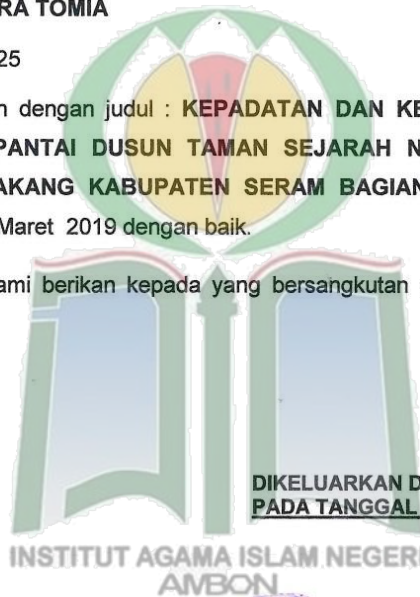 RA TOMIA
25
n dengan judul : KEPADATAN DAN KE
PANTAI DUSUN TAMAN SEJARAH N
AKANG KABUPATEN SERAM BAGIAN
Maret 2019 dengan baik.
ami berikan kepada yang bersangkutan
DIKELUARKAN D
PADA TANGGAL
INSTITUT AGAMA ISLAM NEGERI
AMBON